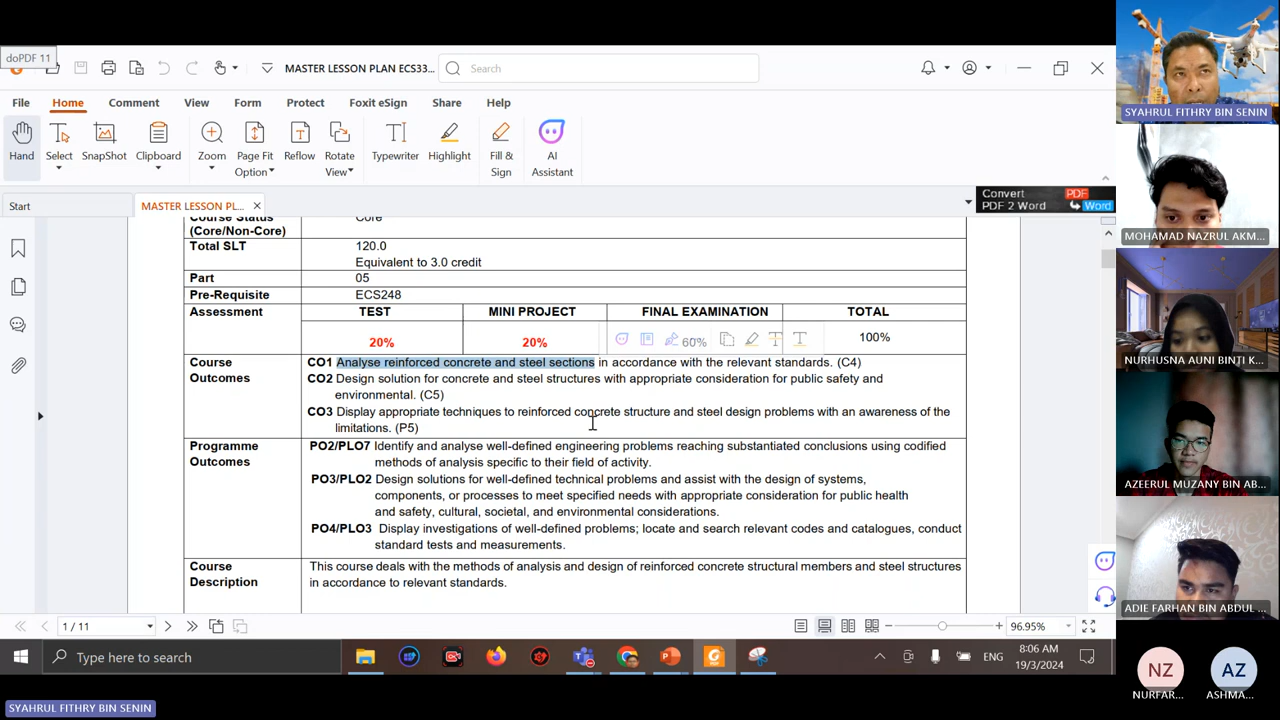 doPDF 11
MASTER LESSON PLAN ECS33...
Search
File
Home
Comment
View
Form
Protect
Foxit eSign
Share
Help
Hand
Select
SnapShot
Clipboard
Zoom
Page Fit
Option
Reflow
Rotate
View
Typewriter
Highlight
Fill &
Sign
AI
Assistant
Start
MASTER LESSON PL...
Convert PDF
PDF 2 Word Word
Course Status Core
(Core/Non-Core)
Total SLT 120.0
Equivalent to 3.0 credit
Part 05
Pre-Requisite ECS248
Assessment TEST MINI PROJECT FINAL EXAMINATION TOTAL
20% 20% 60% 100%
Course CO1 Analyse reinforced concrete and steel sections in accordance with the relevant standards. (C4)
Outcomes CO2 Design solution for concrete and steel structures with appropriate consideration for public safety and
environmental. (C5)
CO3 Display appropriate techniques to reinforced concrete structure and steel design problems with an awareness of the
limitations. (P5)
Programme PO2/PLO7 Identify and analyse well-defined engineering problems reaching substantiated conclusions using codified
Outcomes methods of analysis specific to their field of activity.
PO3/PLO2 Design solutions for well-defined technical problems and assist with the design of systems,
components, or processes to meet specified needs with appropriate consideration for public health
and safety, cultural, societal, and environmental considerations.
PO4/PLO3 Display investigations of well-defined problems; locate and search relevant codes and catalogues, conduct
standard tests and measurements.
Course This course deals with the methods of analysis and design of reinforced concrete structural members and steel structures
Description in accordance to relevant standards.
1 / 11
96.95%
Type here to search
ENG
8:06 AM
19/3/2024
SYAHRUL FITHRY BIN SENIN
SYAHRUL FITHRY BIN SENIN
MOHAMAD NAZRUL AKM...
NURHUSNA AUNI BINTI K...
AZEERUL MUZANY BIN AB...
ADIE FARHAN BIN ABDUL ...
NZ
AZ
NURFAR...
ASHMA...